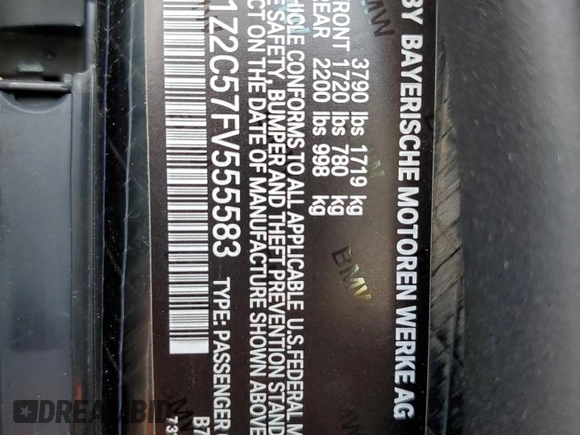 BY BAYERISCHE MOTOREN WERKE AG
3790 lbs 1719 kg
FRONT 1720 lbs 780 kg
REAR 2200 lbs 998 kg
CONFORMS TO ALL APPLICABLE U.S.FEDERAL
SAFETY, BUMPER AND THEFT PREVENTION
ON THE DATE OF MANUFACTURE SHOWN ABOVE
1Z2C57FV555583 TYPE: PASSENGER
BMW
BMW
DREAMBID